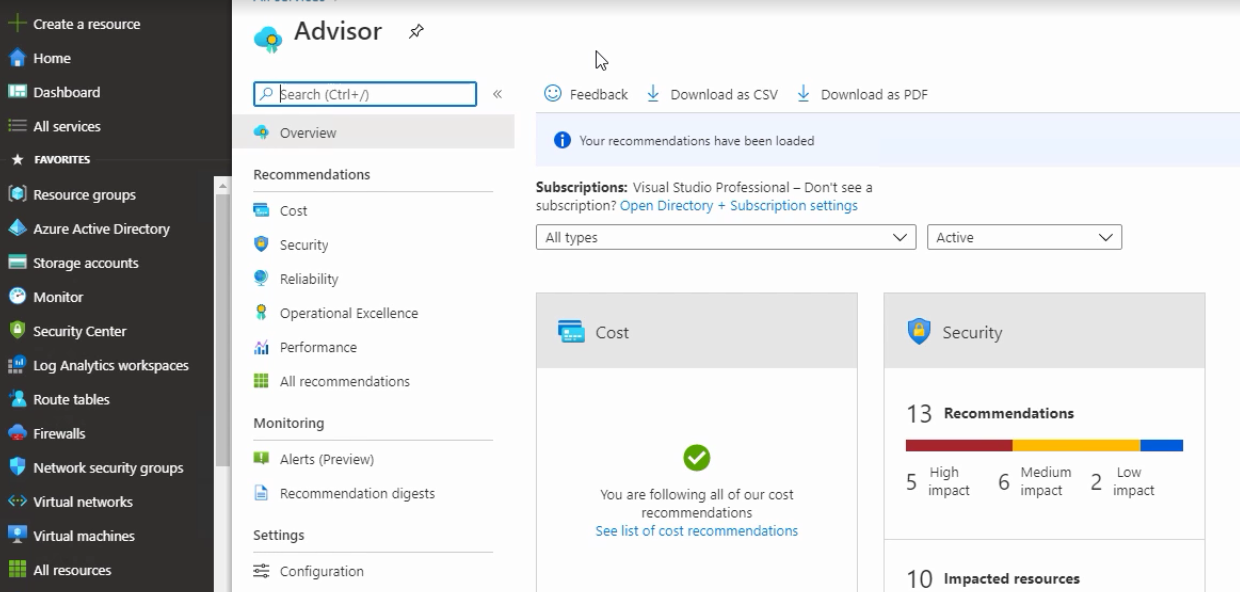 Create a resource
Home
Dashboard
All services
FAVORITES
Resource groups
Azure Active Directory
Storage accounts
Monitor
Security Center
Log Analytics workspaces
Route tables
Firewalls
Network security groups
Virtual networks
Virtual machines
All resources
Advisor
Search (Ctrl+/)
«
Overview
Recommendations
Cost
Security
Reliability
Operational Excellence
Performance
All recommendations
Monitoring
Alerts (Preview)
Recommendation digests
Settings
Configuration
Feedback
Download as CSV
Download as PDF
Your recommendations have been loaded
Subscriptions: Visual Studio Professional – Don't see a
subscription? Open Directory + Subscription settings
All types
Active
Cost
You are following all of our cost
recommendations
See list of cost recommendations
Security
13 Recommendations
5 High impact
6 Medium impact
2 Low impact
10 Impacted resources